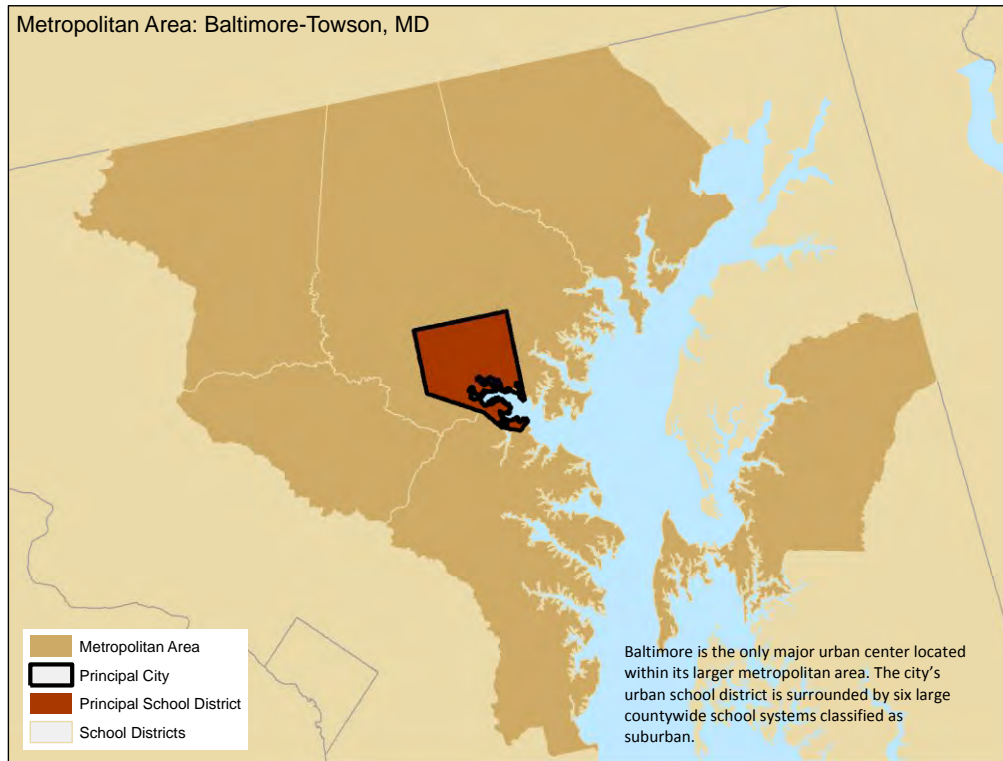 Metropolitan Area: Baltimore-Towson, MD
Metropolitan Area
Principal City
Principal School District
School Districts
Baltimore is the only major urban center located
within its larger metropolitan area. The city’s
urban school district is surrounded by six large
countywide school systems classified as
suburban.